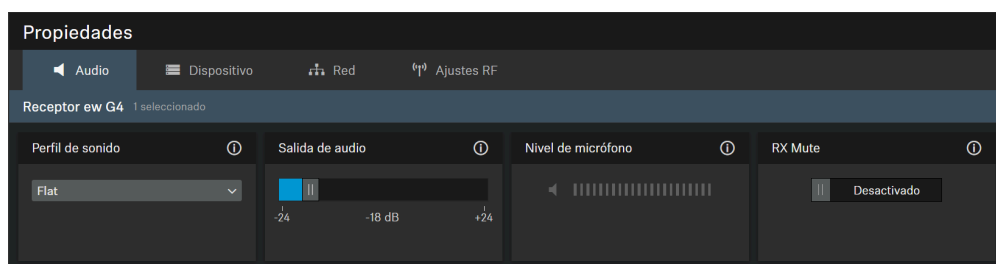 Propiedades
Audio Dispositivo Red Ajustes RF
Receptor ew G4 1 seleccionado
Perfil de sonido Salida de audio Nivel de micrófono RX Mute
Flat Desactivado
-24 -18 dB +24